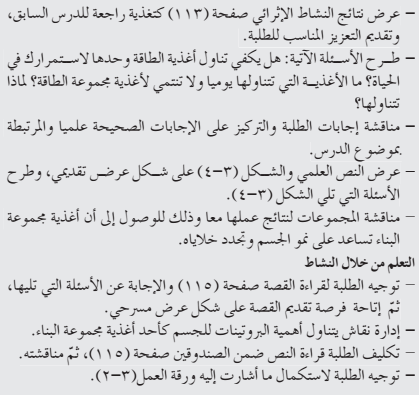 – عرض نتائج النشاط الإثرائي صفحة (١١٣) كتغذية راجعة للدرس السابق،
وتقديم التعزيز المناسب للطلبة.
– طرح الأسئلة الآتية: هل يكفي تناول أغذية الطاقة وحدها لاستمرارك في
الحياة؟ ما الأغذية التي تتناولها يوميا ولا تنتمي لأغذية مجموعة الطاقة؟ لماذا
تتناولها؟
– مناقشة إجابات الطلبة والتركيز على الإجابات الصحيحة علميا والمرتبطة
بموضوع الدرس.
– عرض النص العلمي والشكل (٣–٤) على شكل عرض تقديمي، وطرح
الأسئلة التي تلي الشكل (٣–٤).
– مناقشة المجموعات لنتائج عملها معا وذلك للوصول إلى أن أغذية مجموعة
البناء تساعد على نمو الجسم وتجدد خلاياه.
التعلم من خلال النشاط
– توجيه الطلبة لقراءة القصة صفحة (١١٥) والإجابة عن الأسئلة التي تليها،
ثمّ إتاحة فرصة تقديم القصة على شكل عرض مسرحي.
– إدارة نقاش يتناول أهمية البروتينات للجسم كأحد أغذية مجموعة البناء.
– تكليف الطلبة قراءة النص ضمن الصندوقين صفحة (١١٥)، ثمّ مناقشته.
– توجيه الطلبة لاستكمال ما أشارت إليه ورقة العمل(٣–٢).